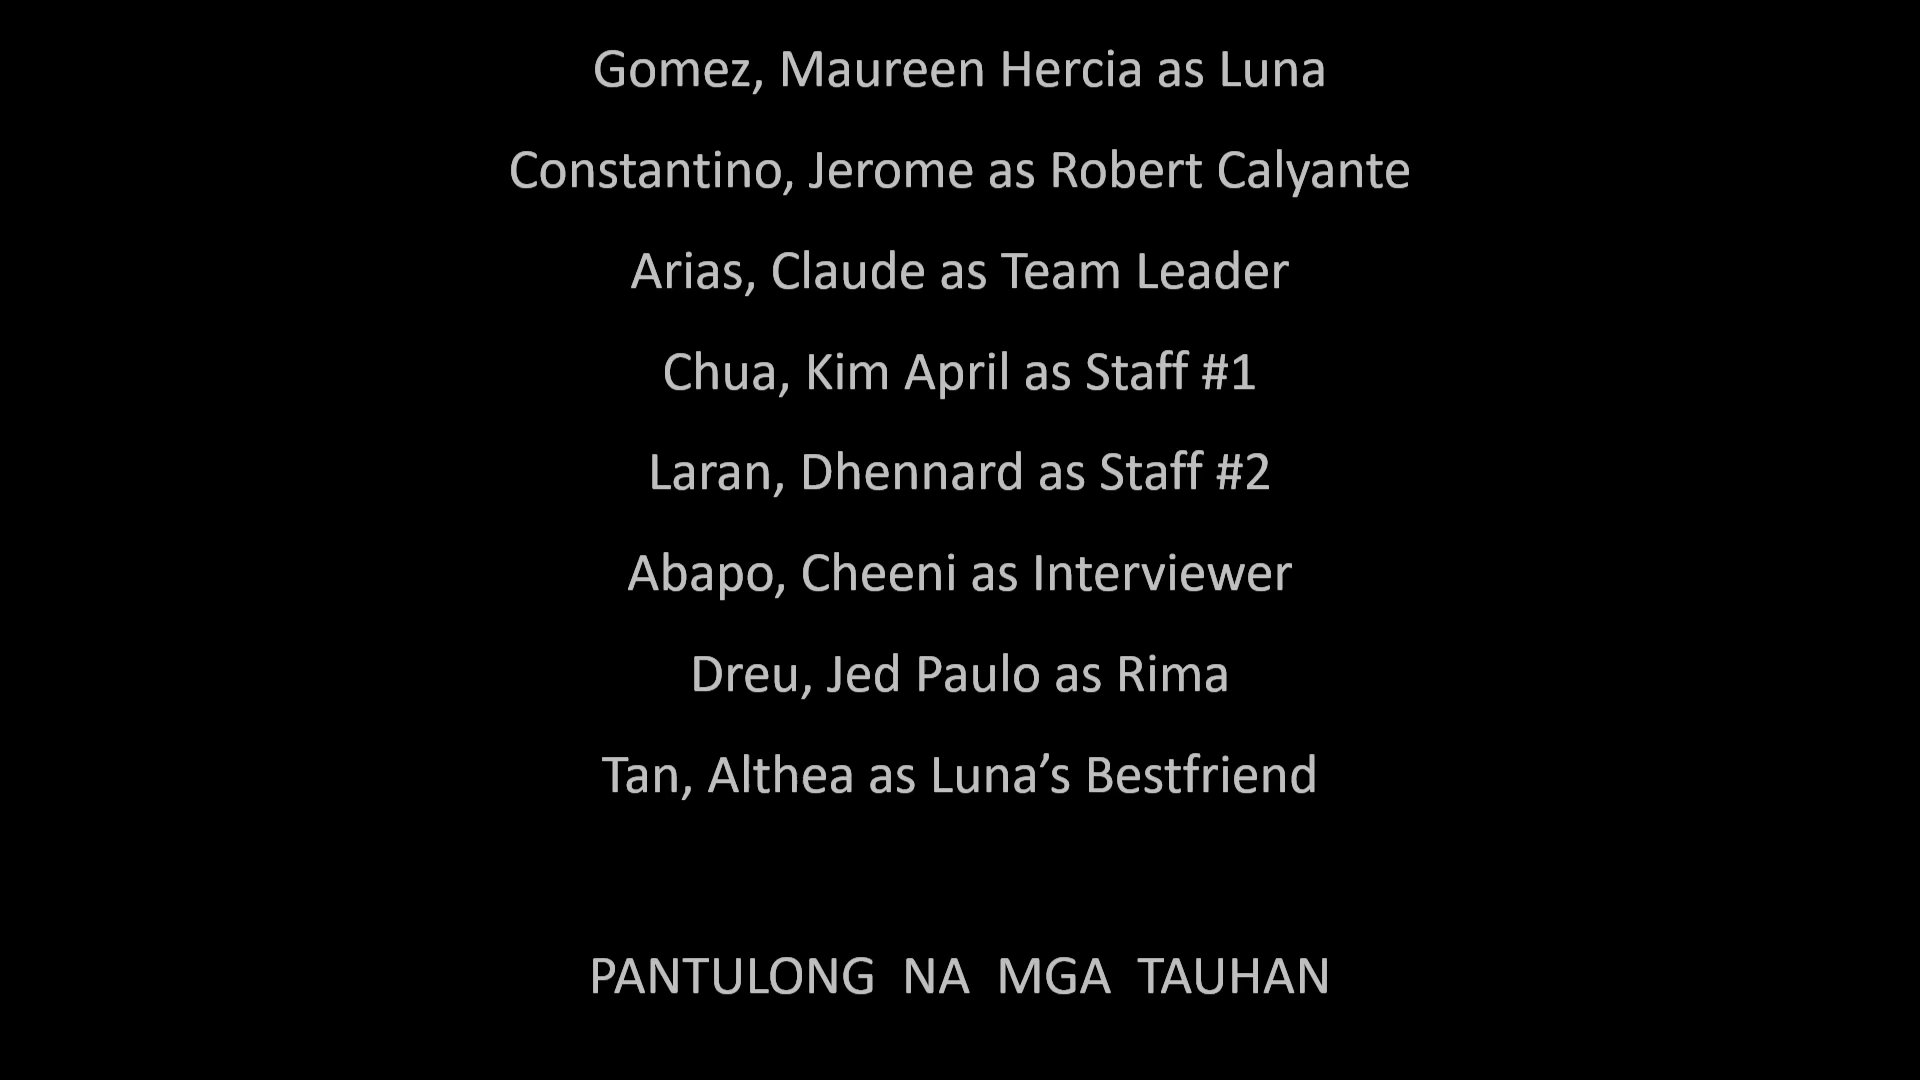 Gomez, Maureen Hercia as Luna
Constantino, Jerome as Robert Calyante
Arias, Claude as Team Leader
Chua, Kim April as Staff #1
Laran, Dhennard as Staff #2
Abapo, Cheeni as Interviewer
Dreu, Jed Paulo as Rima
Tan, Althea as Luna’s Bestfriend
PANTULONG NA MGA TAUHAN